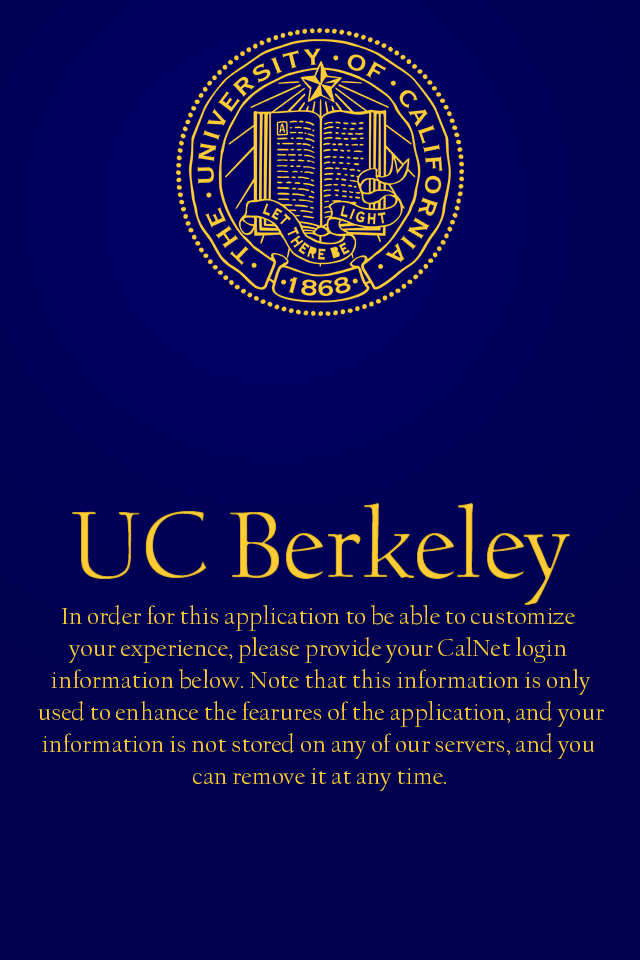 · THE · UNIVERSITY · OF · CALIFORNIA ·
A
LET THERE BE LIGHT
· 1868 ·
UC Berkeley
In order for this application to be able to customize
your experience, please provide your CalNet login
information below. Note that this information is only
used to enhance the fearures of the application, and your
information is not stored on any of our servers, and you
can remove it at any time.